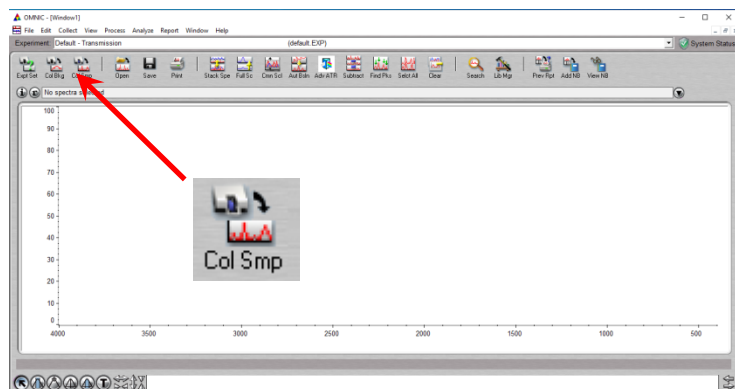 OMNIC - [Window1]
File Edit Collect View Process Analyze Report Window Help
Experiment: Default - Transmission (default.EXP) System Status
Expt Set Col Bkg Col Smp Open Save Print Stack Spe Full Sc Cmn Scl Aut Bsln Adv ATR Subtract Find Pks Selct All Clear Search Lib Mgr Prev Rpt Add NB View NB
No spectra selected
100
90
80
70
60
50
40
30
20
10
0
4000 3500 3000 2500 2000 1500 1000 500
Col Smp